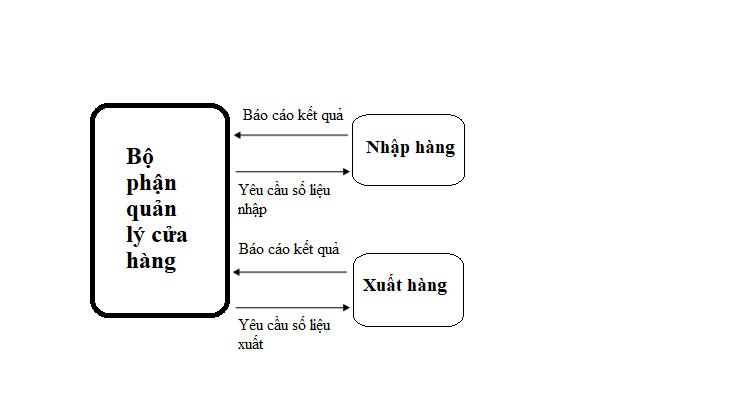 Bộ
phận
quản
lý cửa
hàng
Báo cáo kết quả
Nhập hàng
Yêu cầu số liệu
nhập
Báo cáo kết quả
Xuất hàng
Yêu cầu số liệu
xuất